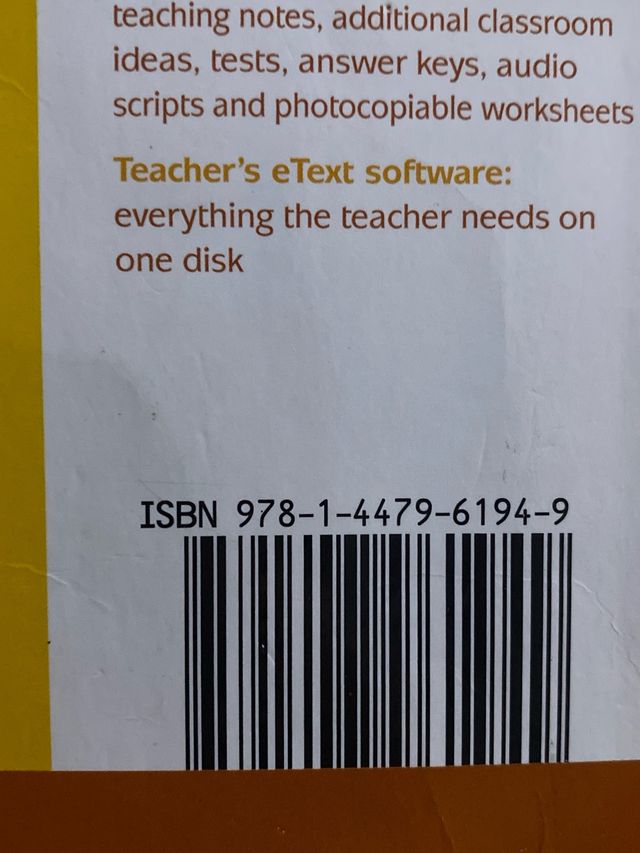 teaching notes, additional classroom
ideas, tests, answer keys, audio
scripts and photocopiable worksheets
Teacher's eText software:
everything the teacher needs on
one disk
ISBN 978-1-4479-6194-9